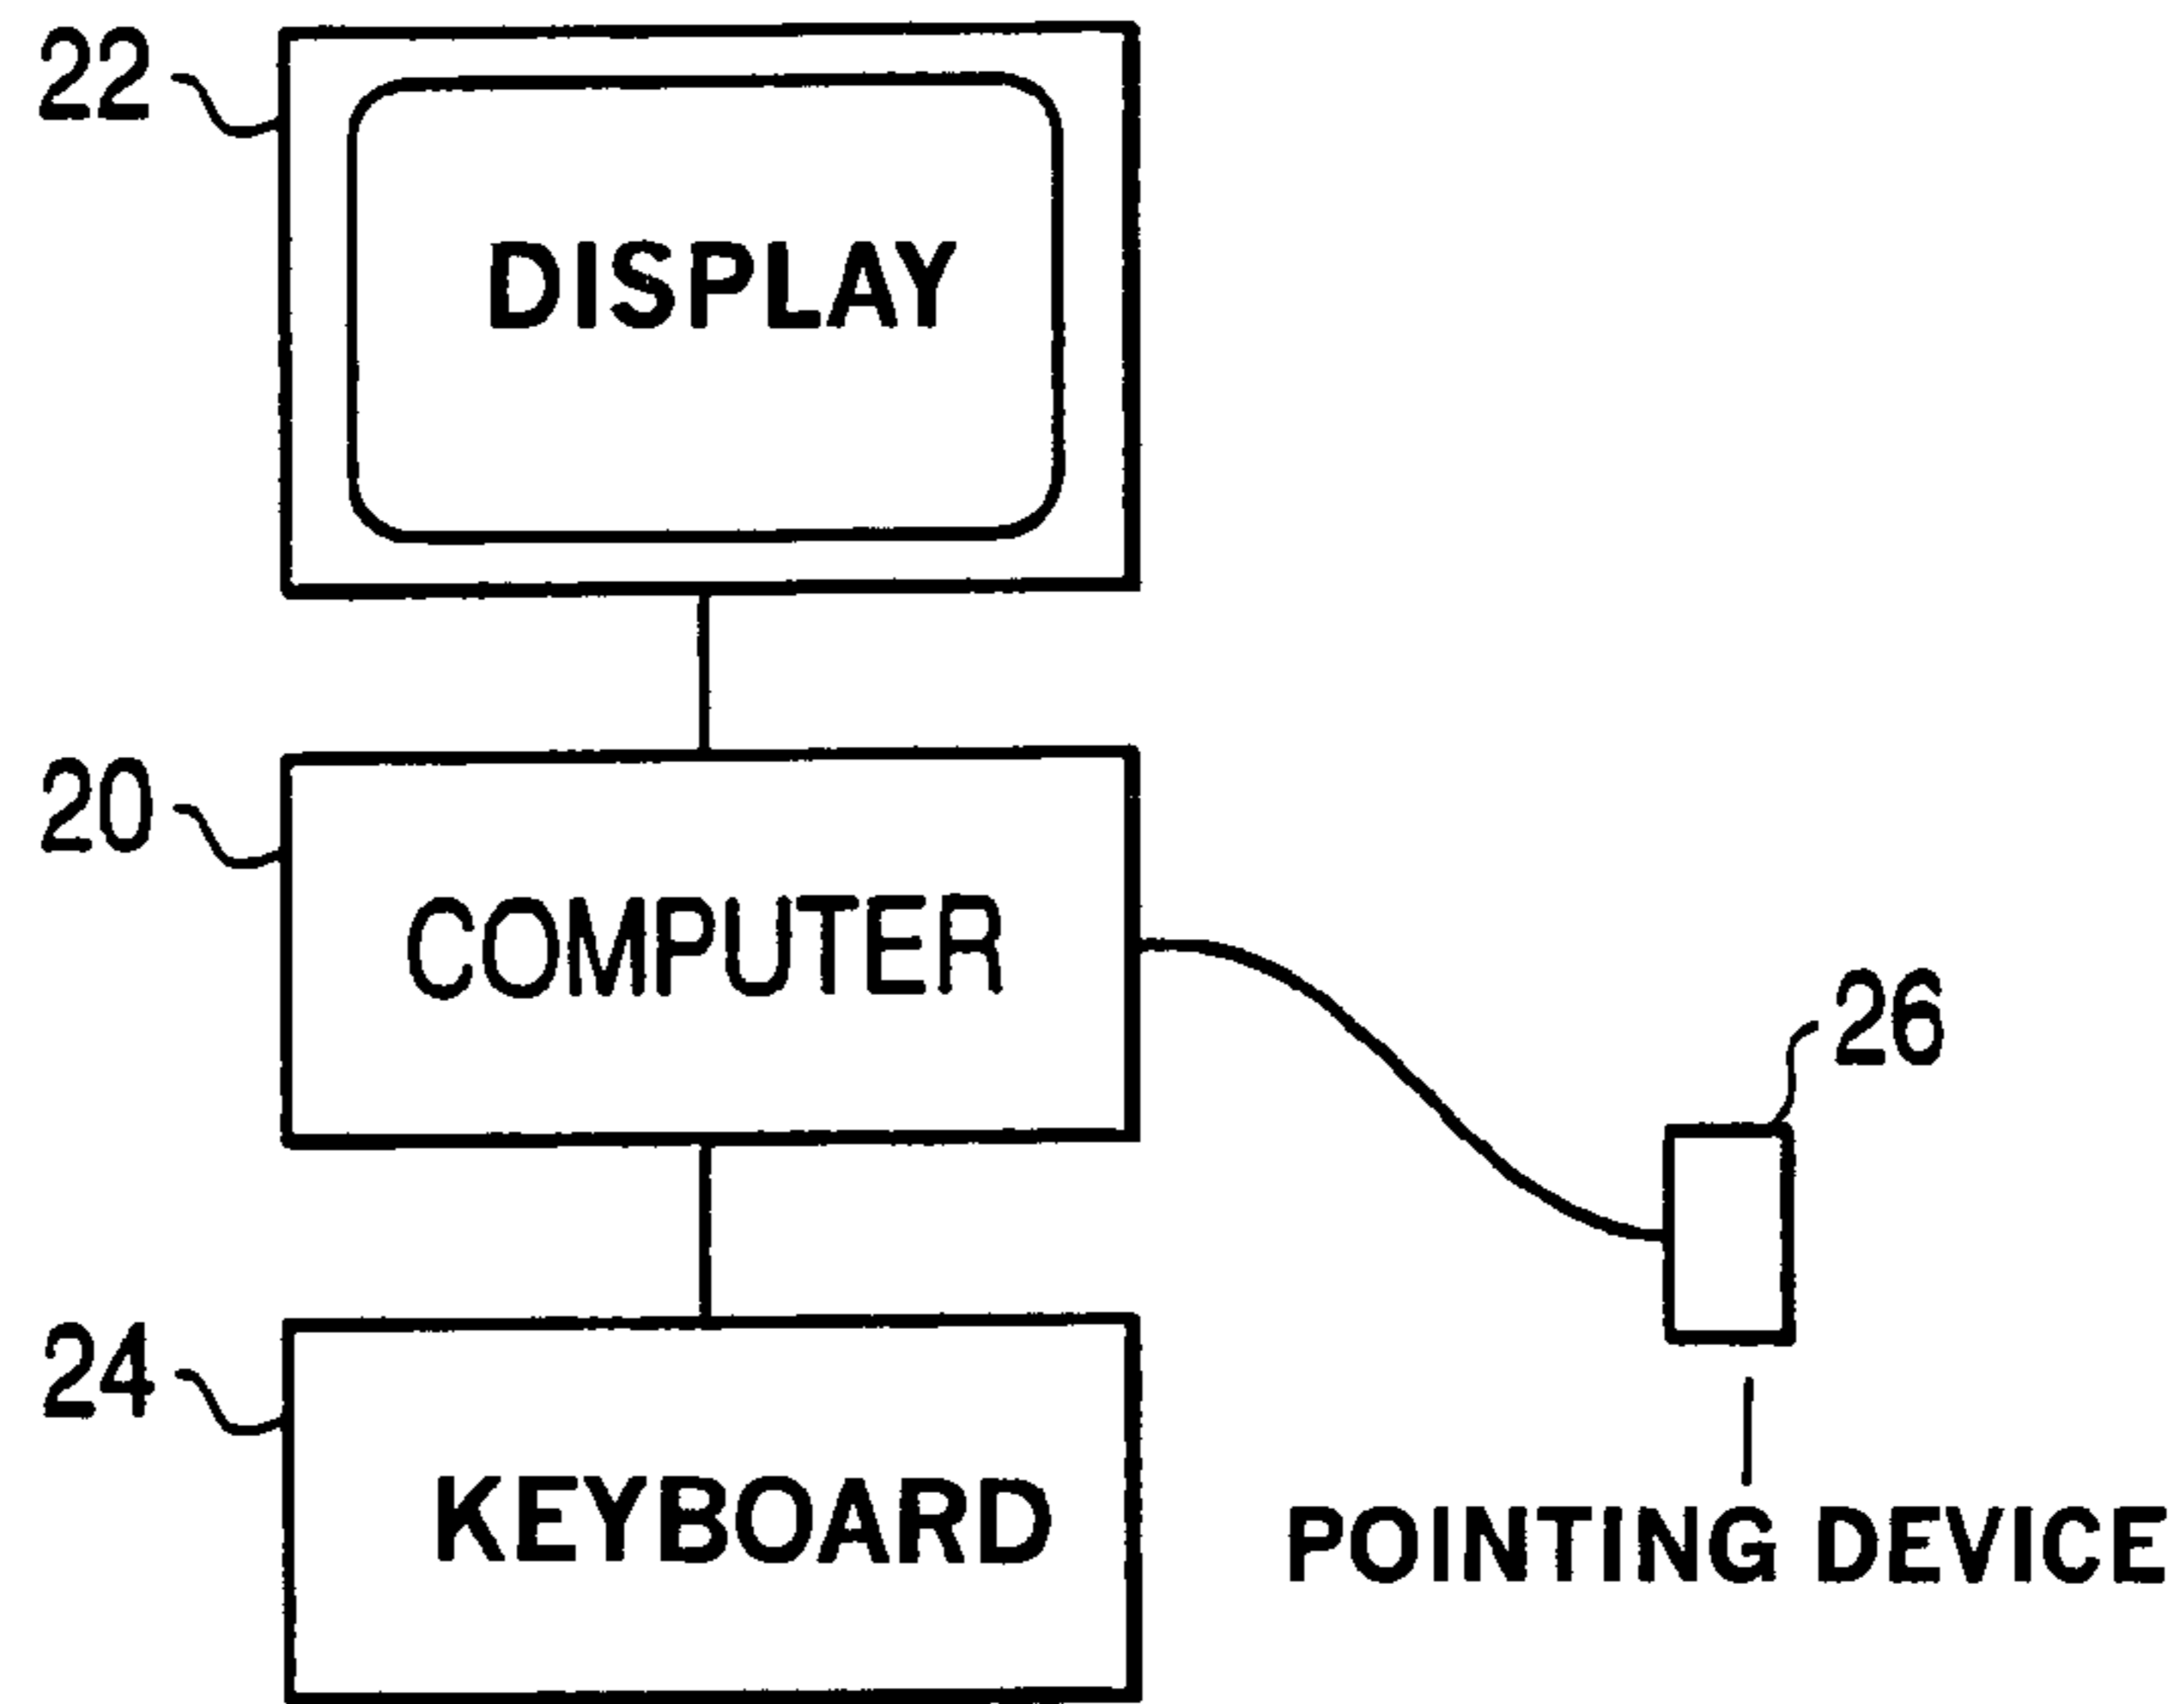 22
DISPLAY
20
COMPUTER
26
24
KEYBOARD
POINTING DEVICE